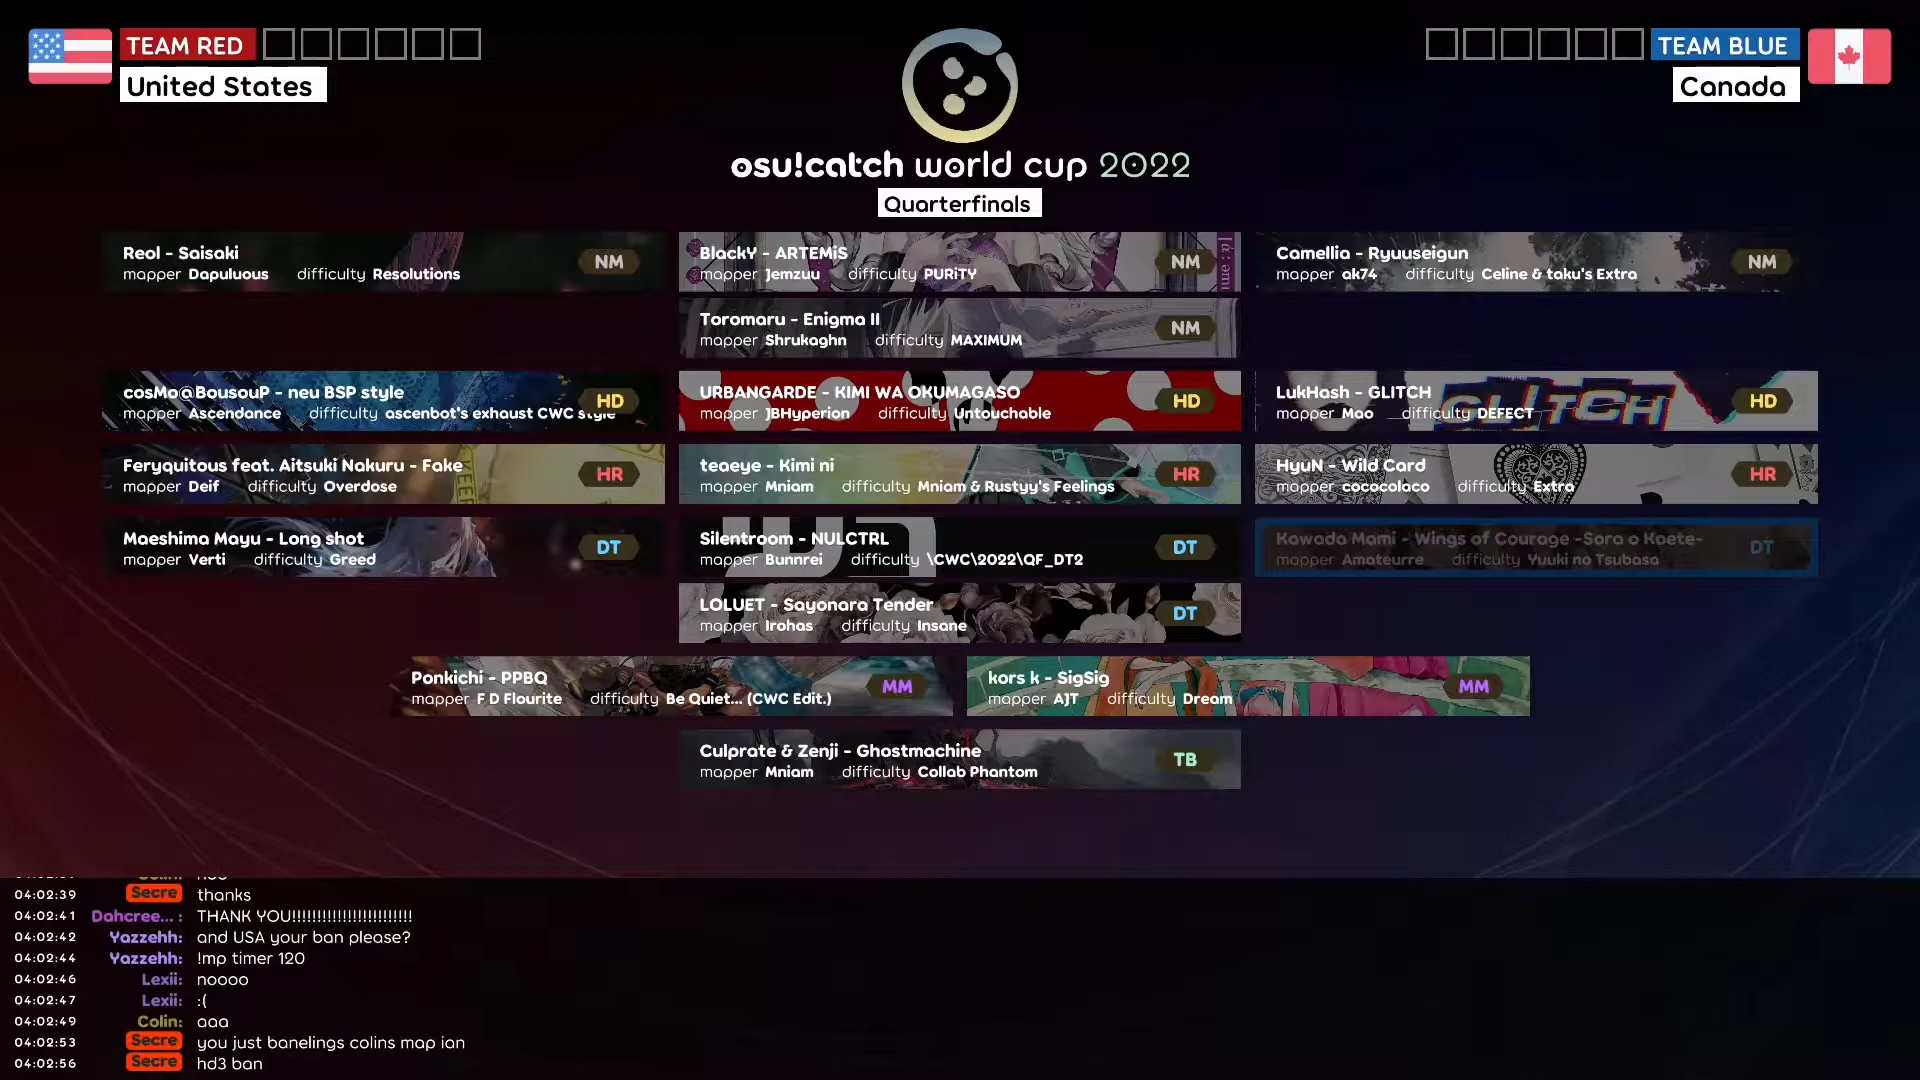 TEAM RED
United States
TEAM BLUE
Canada
osu!catch world cup 2022
Quarterfinals
Reol - Saisaki
mapper Dapuluous difficulty Resolutions
NM
BlackY - ARTEMiS
mapper Jemzuu difficulty PURiTY
NM
Camellia - Ryuuseigun
mapper ak74 difficulty Celine & taku's Extra
NM
Toromaru - Enigma II
mapper Shrukaghn difficulty MAXIMUM
NM
cosMo@BousouP - neu BSP style
mapper Ascendance difficulty ascenbot's exhaust CWC style
HD
URBANGARDE - KIMI WA OKUMAGASO
mapper JBHyperion difficulty Untouchable
HD
LukHash - GLITCH
mapper Mao difficulty DEFECT
GLITCH
HD
Feryquitous feat. Aitsuki Nakuru - Fake
mapper Deif difficulty Overdose
HR
teaeye - Kimi ni
mapper Mniam difficulty Mniam & Rustyy's Feelings
HR
HyuN - Wild Card
mapper cococolaco difficulty Extra
HR
Maeshima Mayu - Long shot
mapper Verti difficulty Greed
DT
Silentroom - NULCTRL
mapper Bunnrei difficulty \CWC\2022\QF_DT2
DT
Kawada Mami - Wings of Courage -Sora o Koete-
mapper Amateurre difficulty Yuuki no Tsubasa
DT
LOLUET - Sayonara Tender
mapper Irohas difficulty Insane
DT
Ponkichi - PPBQ
mapper F D Flourite difficulty Be Quiet... (CWC Edit.)
MM
kors k - SigSig
mapper AJT difficulty Dream
MM
Culprate & Zenji - Ghostmachine
mapper Mniam difficulty Collab Phantom
TB
04:02:39 Secre thanks
04:02:41 Dahcree... : THANK YOU!!!!!!!!!!!!!!!!!!!!!!!!!
04:02:42 Yazzehh: and USA your ban please?
04:02:44 Yazzehh: !mp timer 120
04:02:46 Lexii: noooo
04:02:47 Lexii: :(
04:02:49 Colin: aaa
04:02:53 Secre you just banelings colins map ian
04:02:56 Secre hd3 ban